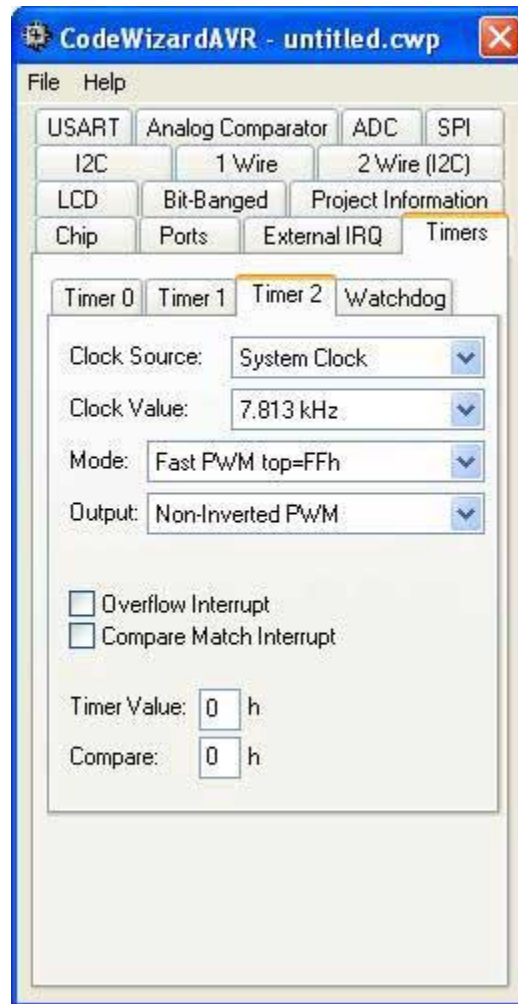 CodeWizardAVR - untitled.cwp
File Help
USART Analog Comparator ADC SPI
I2C 1 Wire 2 Wire (I2C)
LCD Bit-Banged Project Information
Chip Ports External IRQ Timers
Timer 0 Timer 1 Timer 2 Watchdog
Clock Source: System Clock
Clock Value: 7.813 kHz
Mode: Fast PWM top=FFh
Output: Non-Inverted PWM
Overflow Interrupt
Compare Match Interrupt
Timer Value: 0 h
Compare: 0 h